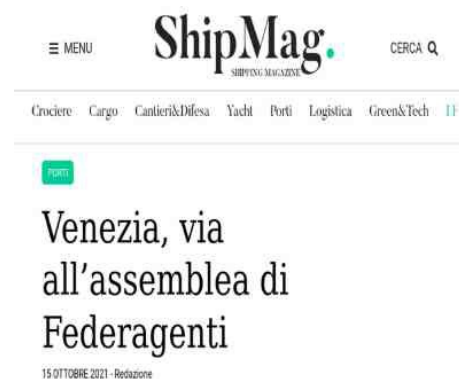 ≡ MENU
ShipMag.
SHIPPING MAGAZINE
CERCA
Crociere Cargo Cantieri&Difesa Yacht Porti Logistica Green&Tech
PORTI
Venezia, via
all'assemblea di
Federagenti
15 OTTOBRE 2021 - Redazione